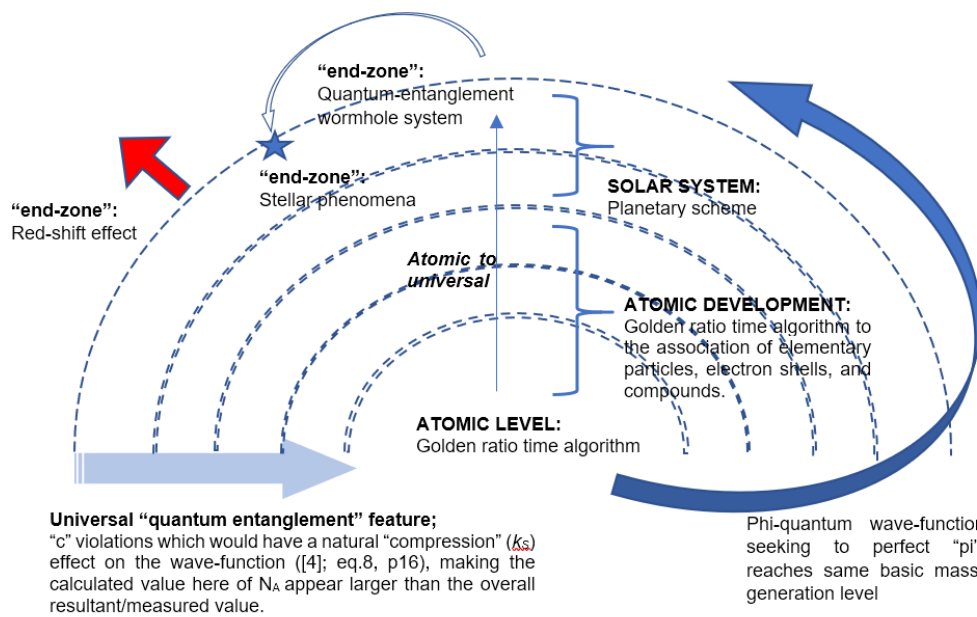 “end-zone”:
Quantum-entanglement
wormhole system
“end-zone”:
Stellar phenomena
“end-zone”:
Red-shift effect
SOLAR SYSTEM:
Planetary scheme
Atomic to
universal
ATOMIC DEVELOPMENT:
Golden ratio time algorithm to
the association of elementary
particles, electron shells, and
compounds.
ATOMIC LEVEL:
Golden ratio time algorithm
Universal “quantum entanglement” feature;
“c” violations which would have a natural “compression” (kS)
effect on the wave-function ([4]; eq.8, p16), making the
calculated value here of NA appear larger than the overall
resultant/measured value.
Phi-quantum wave-function
seeking to perfect “pi”
reaches same basic mass
generation level